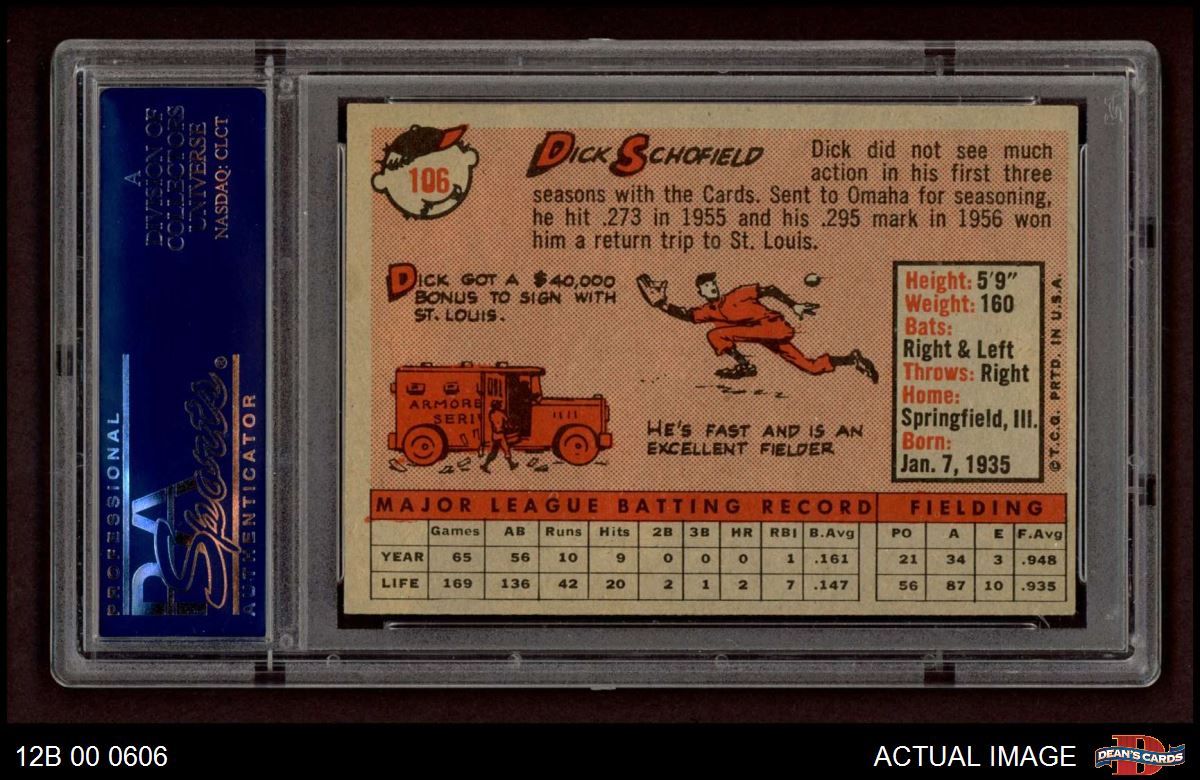 A
DIVISION OF
COLLECTORS
UNIVERSE
NASDAQ: CLCT
PROFESSIONAL
PSA
Sports®
AUTHENTICATOR
106
DICK SCHOFIELD
Dick did not see much
action in his first three
seasons with the Cards. Sent to Omaha for seasoning,
he hit .273 in 1955 and his .295 mark in 1956 won
him a return trip to St. Louis.
DICK GOT A $40,000
BONUS TO SIGN WITH
ST. LOUIS.
ARMORE
SERI
HE'S FAST AND IS AN
EXCELLENT FIELDER
Height: 5'9"
Weight: 160
Bats:
Right & Left
Throws: Right
Home:
Springfield, Ill.
Born:
Jan. 7, 1935
©T.C.G. PRTD. IN U.S.A.
MAJOR LEAGUE BATTING RECORD FIELDING
Games AB Runs Hits 2B 3B HR RBI B.Avg PO A E F.Avg
YEAR 65 56 10 9 0 0 0 1 .161 21 34 3 .948
LIFE 169 136 42 20 2 1 2 7 .147 56 87 10 .935
12B 00 0606
ACTUAL IMAGE
DEAN'S CARDS